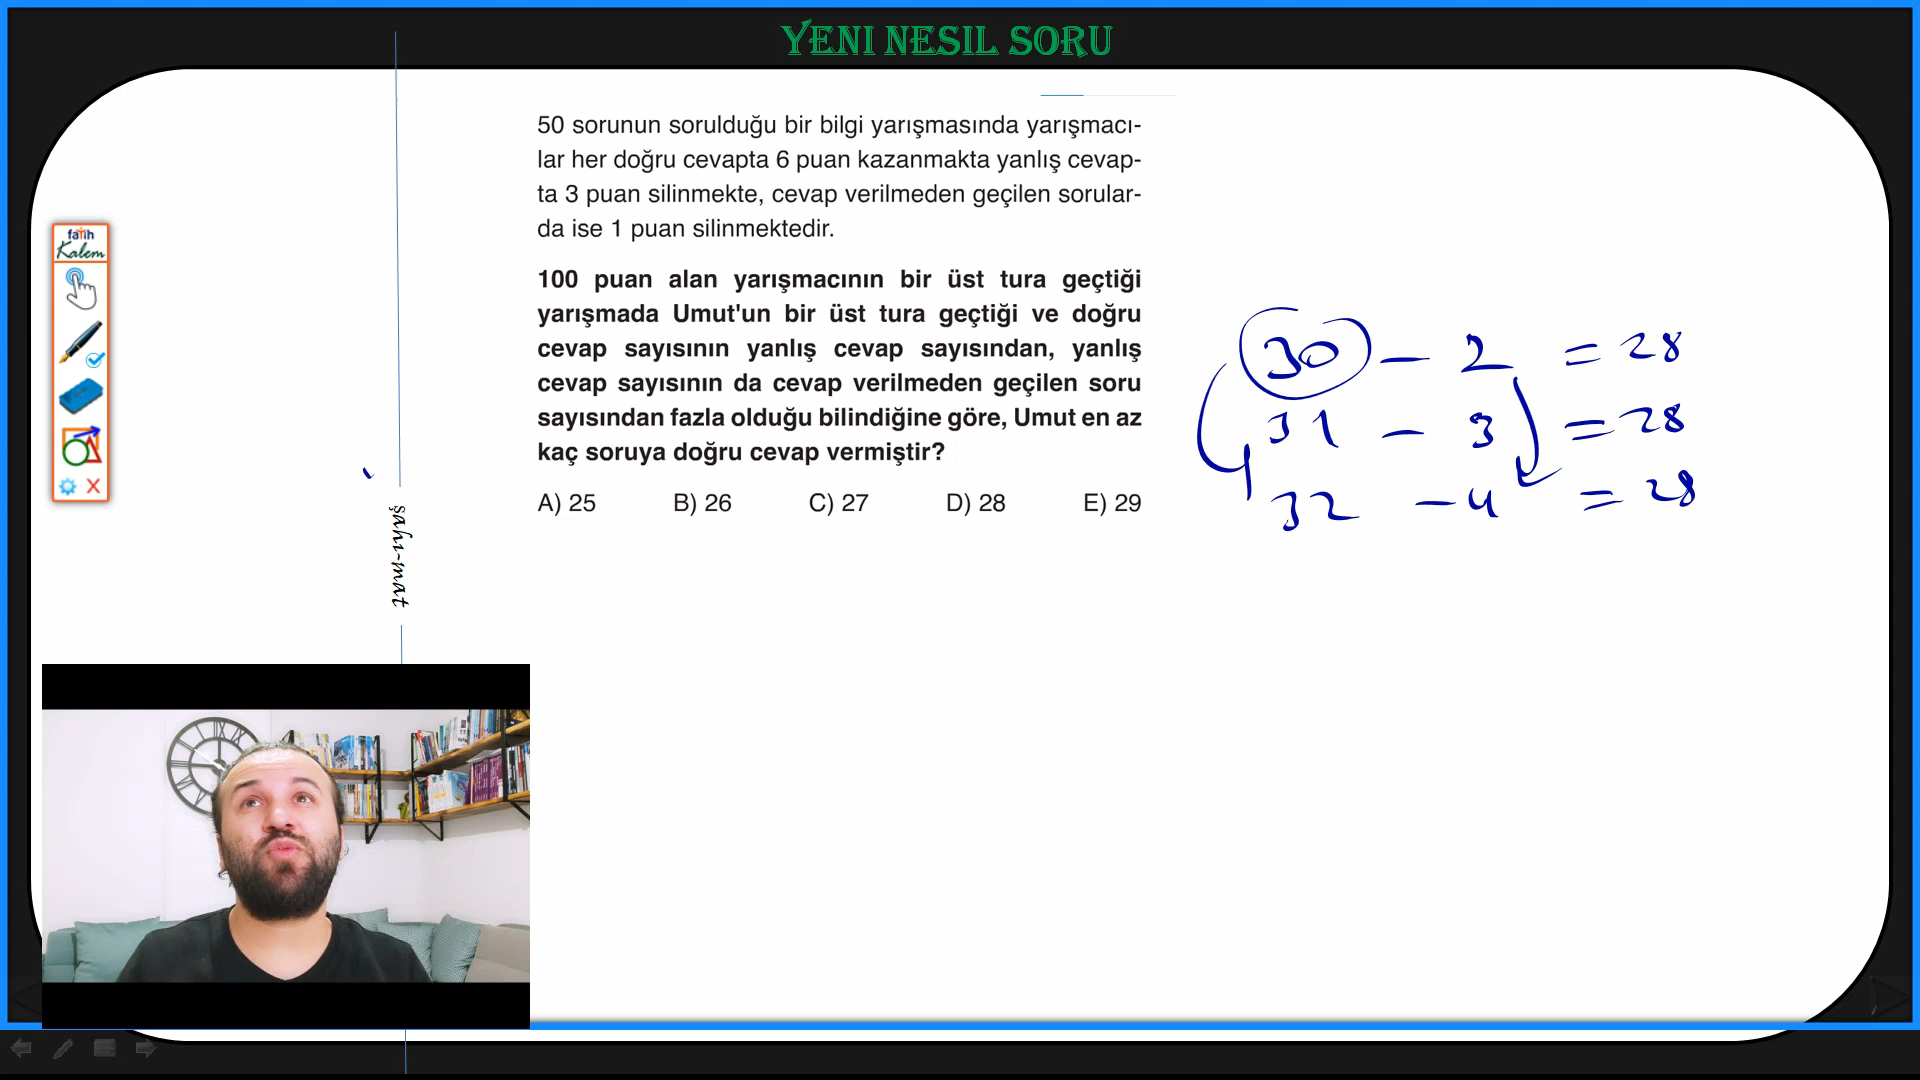 YENI NESIL SORU
50 sorunun sorulduğu bir bilgi yarışmasında yarışmacı-
lar her doğru cevapta 6 puan kazanmakta yanlış cevap-
ta 3 puan silinmekte, cevap verilmeden geçilen sorular-
da ise 1 puan silinmektedir.
100 puan alan yarışmacının bir üst tura geçtiği
yarışmada Umut'un bir üst tura geçtiği ve doğru
cevap sayısının yanlış cevap sayısından, yanlış
cevap sayısının da cevap verilmeden geçilen soru
sayısından fazla olduğu bilindiğine göre, Umut en az
kaç soruya doğru cevap vermiştir?
A) 25 B) 26 C) 27 D) 28 E) 29
30 - 2 = 28
31 - 3 = 28
32 - 4 = 28
fatih
Kalem
şahı-mat
XII